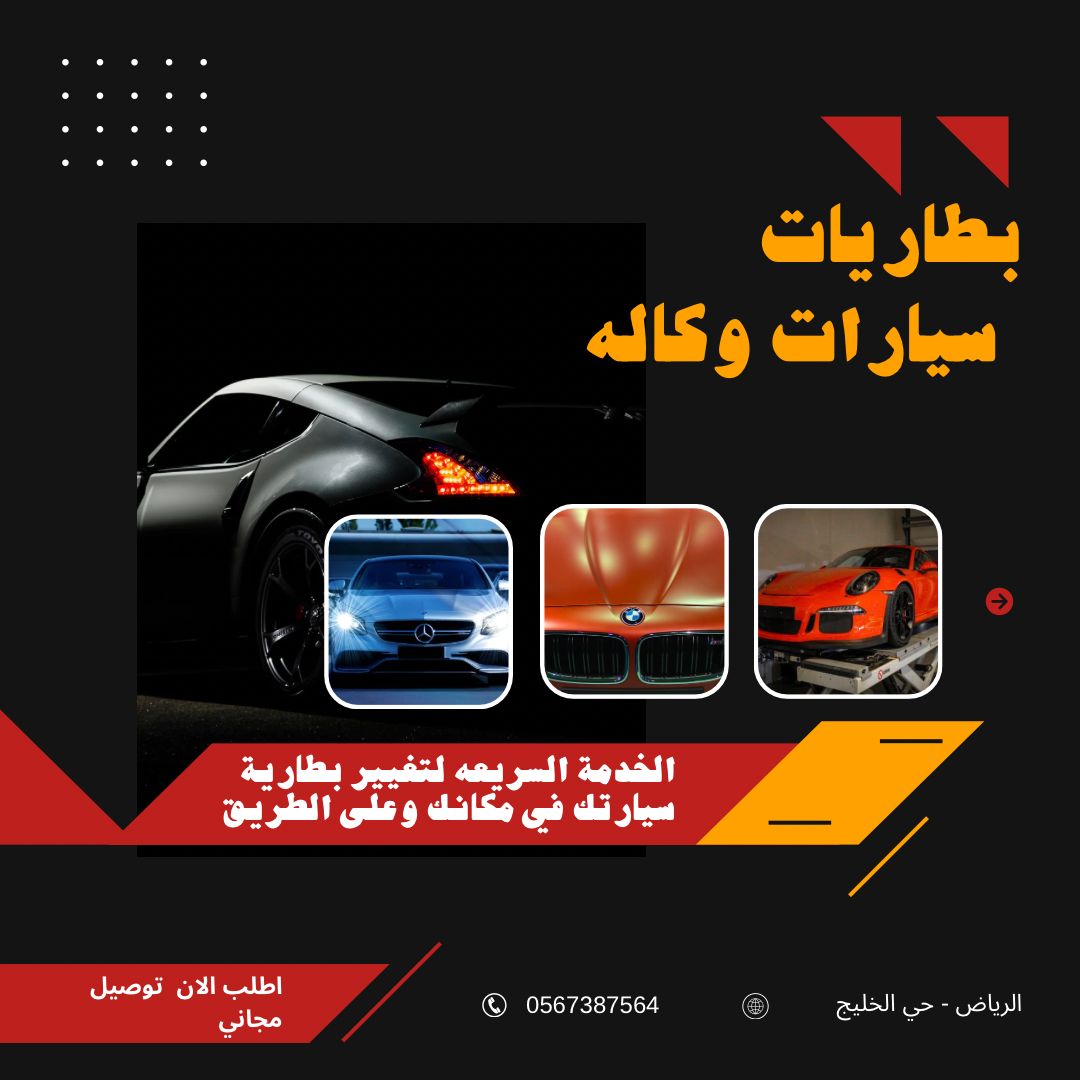 بطاريات
سيارات وكاله
TOYO
الخدمة السريعه لتغيير بطارية
سيارتك في مكانك وعلى الطريق
اطلب الان توصيل
مجاني
0567387564
الرياض - حي الخليج